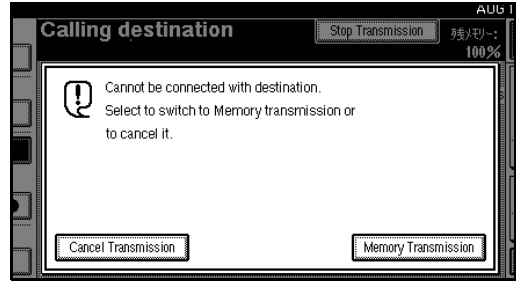 AUG 1
Calling destination
Stop Transmission
残ﾒﾓﾘｰ:
100%
Cannot be connected with destination.
Select to switch to Memory transmission or
to cancel it.
Cancel Transmission
Memory Transmission